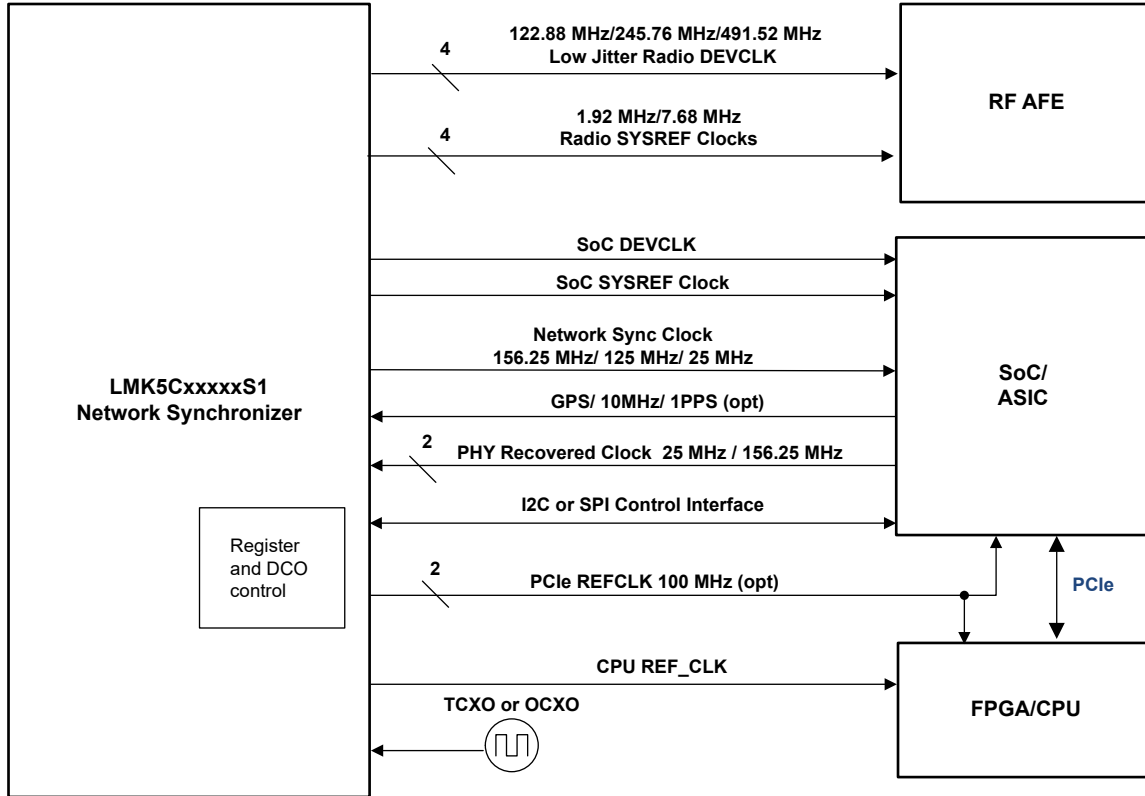 122.88 MHz/245.76 MHz/491.52 MHz
4
Low Jitter Radio DEVCLK
RF AFE
1.92 MHz/7.68 MHz
4
Radio SYSREF Clocks
SoC DEVCLK
SoC SYSREF Clock
Network Sync Clock
156.25 MHz/ 125 MHz/ 25 MHz
LMK5CxxxxxS1
Network Synchronizer
SoC/
ASIC
GPS/ 10MHz/ 1PPS (opt)
2
PHY Recovered Clock 25 MHz / 156.25 MHz
I2C or SPI Control Interface
Register
and DCO
control
2
PCIe REFCLK 100 MHz (opt)
PCIe
CPU REF_CLK
FPGA/CPU
TCXO or OCXO